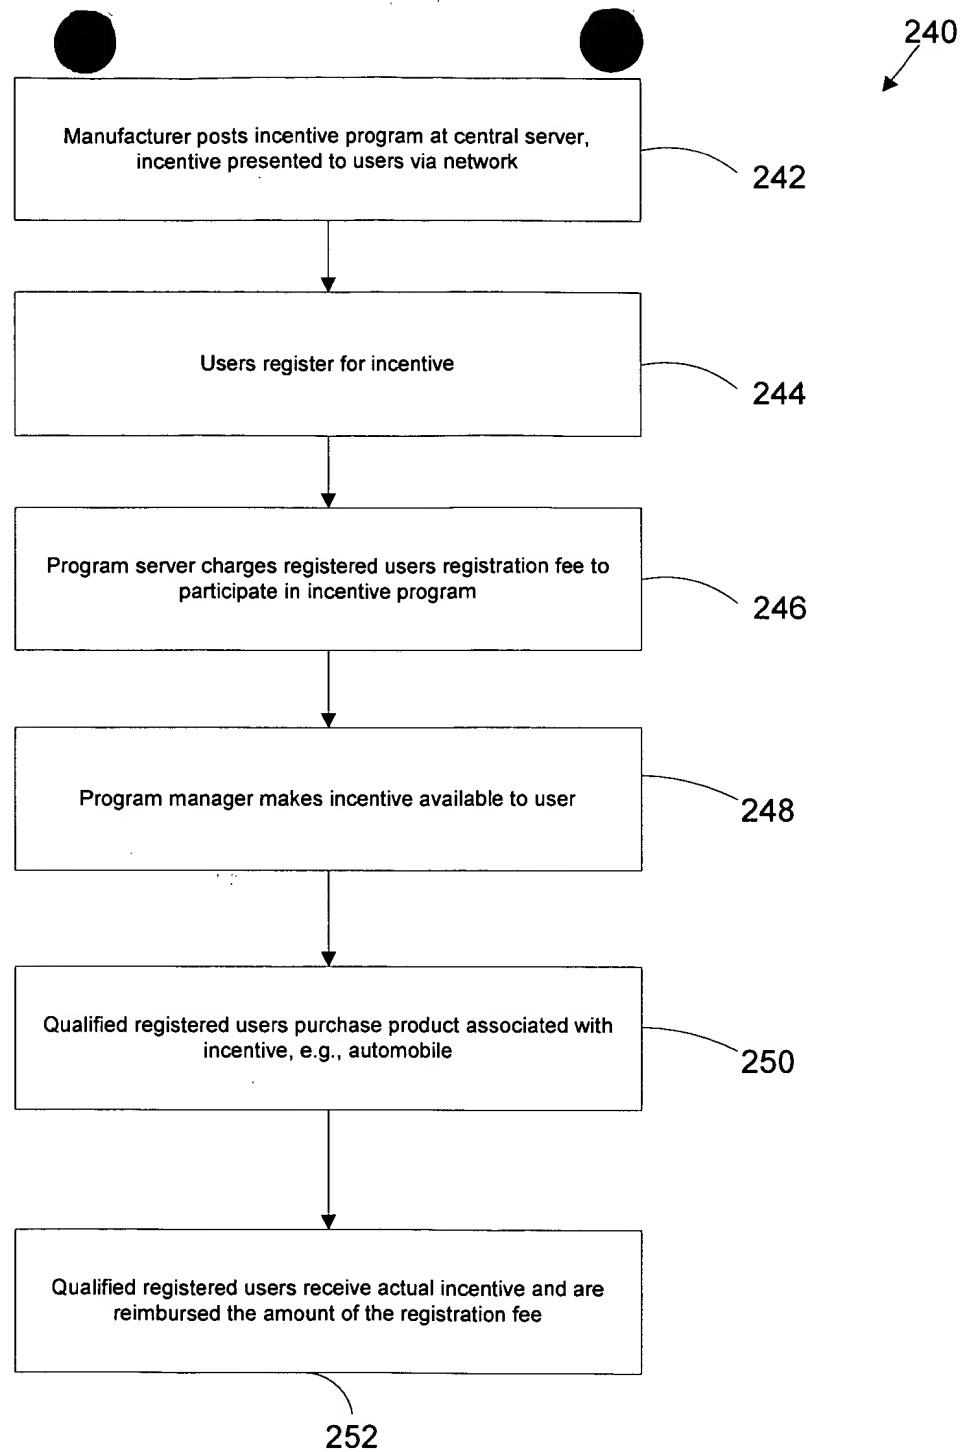 240
Manufacturer posts incentive program at central server,
incentive presented to users via network
242
Users register for incentive
244
Program server charges registered users registration fee to
participate in incentive program
246
Program manager makes incentive available to user
248
Qualified registered users purchase product associated with
incentive, e.g., automobile
250
Qualified registered users receive actual incentive and are
reimbursed the amount of the registration fee
252